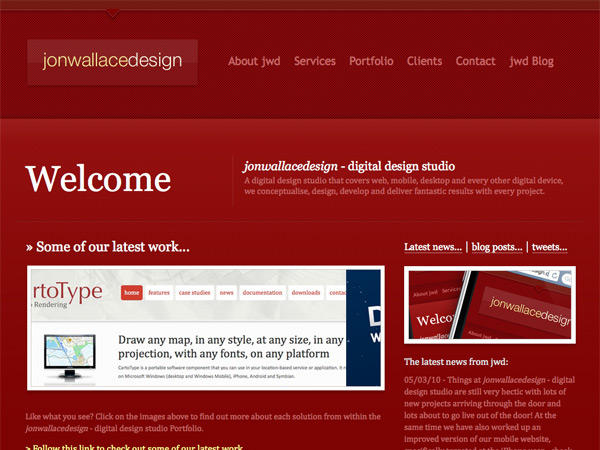 jonwallacedesign
About jwd Services Portfolio Clients Contact jwd Blog
Welcome
jonwallacedesign - digital design studio
A digital design studio that covers web, mobile, desktop and every other digital device,
we conceptualise, design, develop and deliver fantastic results with every project.
» Some of our latest work...
rtoType
Rendering
home features case studies news documentation downloads contacts
Draw any map, in any style, at any size, in any
projection, with any fonts, on any platform
CartoType is a portable software component that you can use in your location-based service or application, it
on Microsoft Windows (desktop and Windows Mobile), iPhone, Android and Symbian.
Like what you see? Click on the images above to find out more about each solution from within the
jonwallacedesign - digital design studio Portfolio.
> Follow this link to check out some of our latest work
Latest news... | blog posts... | tweets...
About jwd Services
jonwallacedesign
Welcome
The latest news from jwd:
05/03/10 - Things at jonwallacedesign - digital
design studio are still very hectic with lots of
new projects arriving through the door and
lots about to go live out of the door! At the
same time we have also worked up an
improved version of our mobile website,